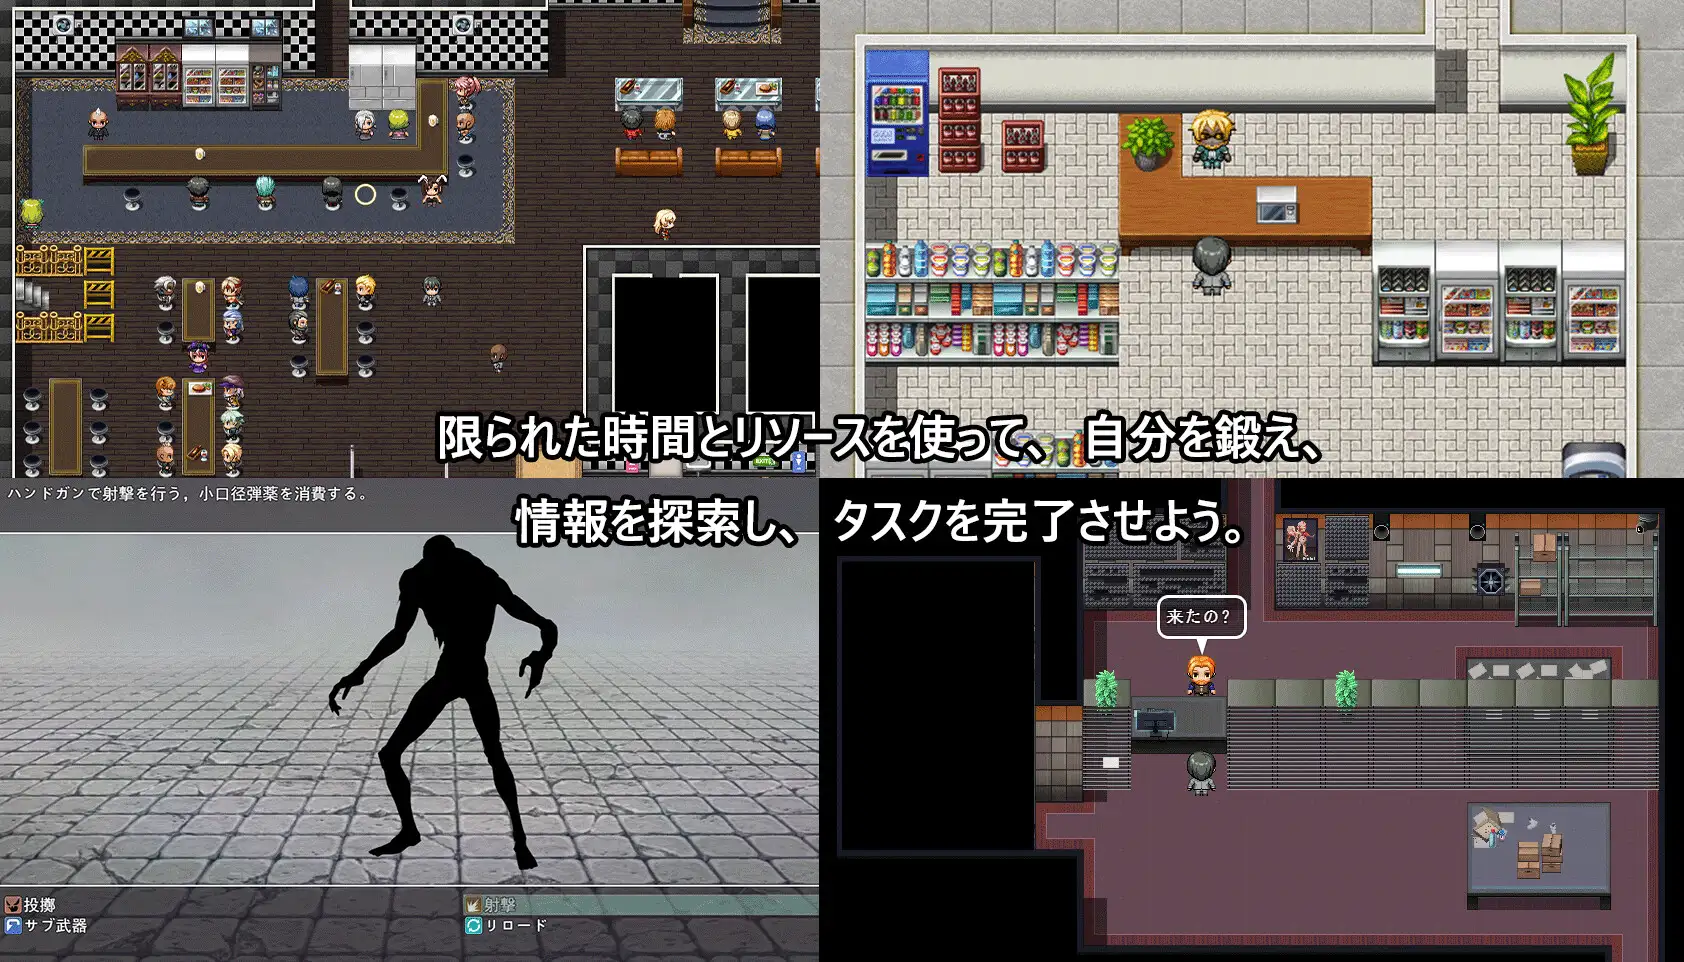 限られた時間とリソースを使って、自分を鍛え、
ハンドガンで射撃を行う，小口径弾薬を消費する。
情報を探索し、タスクを完了させよう。
来たの？
投擲
射撃
サブ武器
リロード